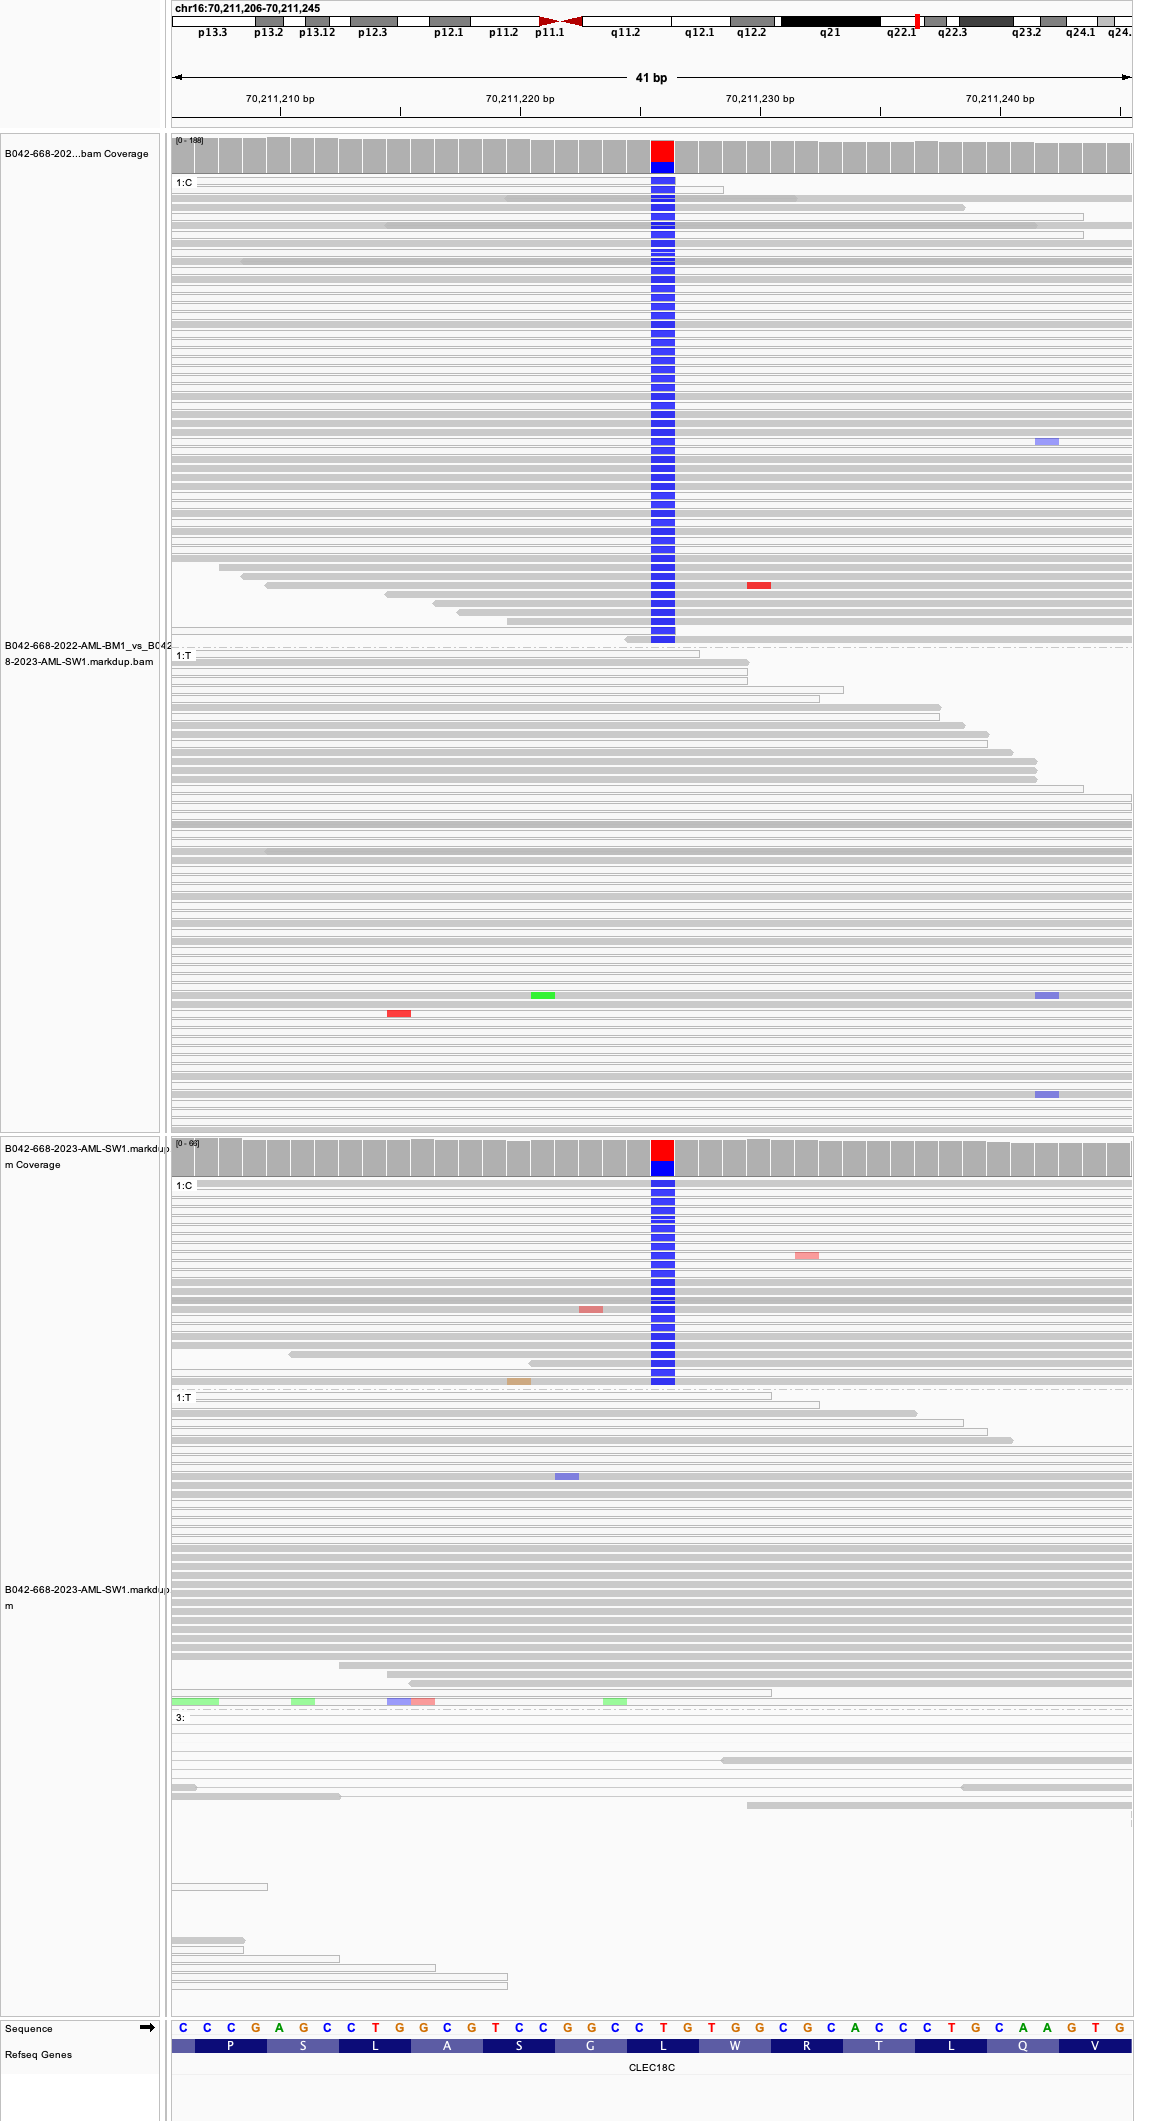 chr16:70,211,206-70,211,245
p13.3 p13.2 p13.12 p12.3 p12.1 p11.2 p11.1 q11.2 q12.1 q12.2 q21 q22.1 q22.3 q23.2 q24.1 q24.
41 bp
70,211,210 bp 70,211,220 bp 70,211,230 bp 70,211,240 bp
B042-668-202...bam Coverage
[0 - 188]
1:C
B042-668-2022-AML-BM1_vs_B042
8-2023-AML-SW1.markdup.bam
1:T
B042-668-2023-AML-SW1.markdup
m Coverage
[0 - 66]
1:C
1:T
B042-668-2023-AML-SW1.markdup
m
3:
Sequence
C C C G A G C C T G G C G T C C G G C C T G T G G C G C A C C C T G C A A G T G
Refseq Genes
P S L A S G L W R T L Q V
CLEC18C